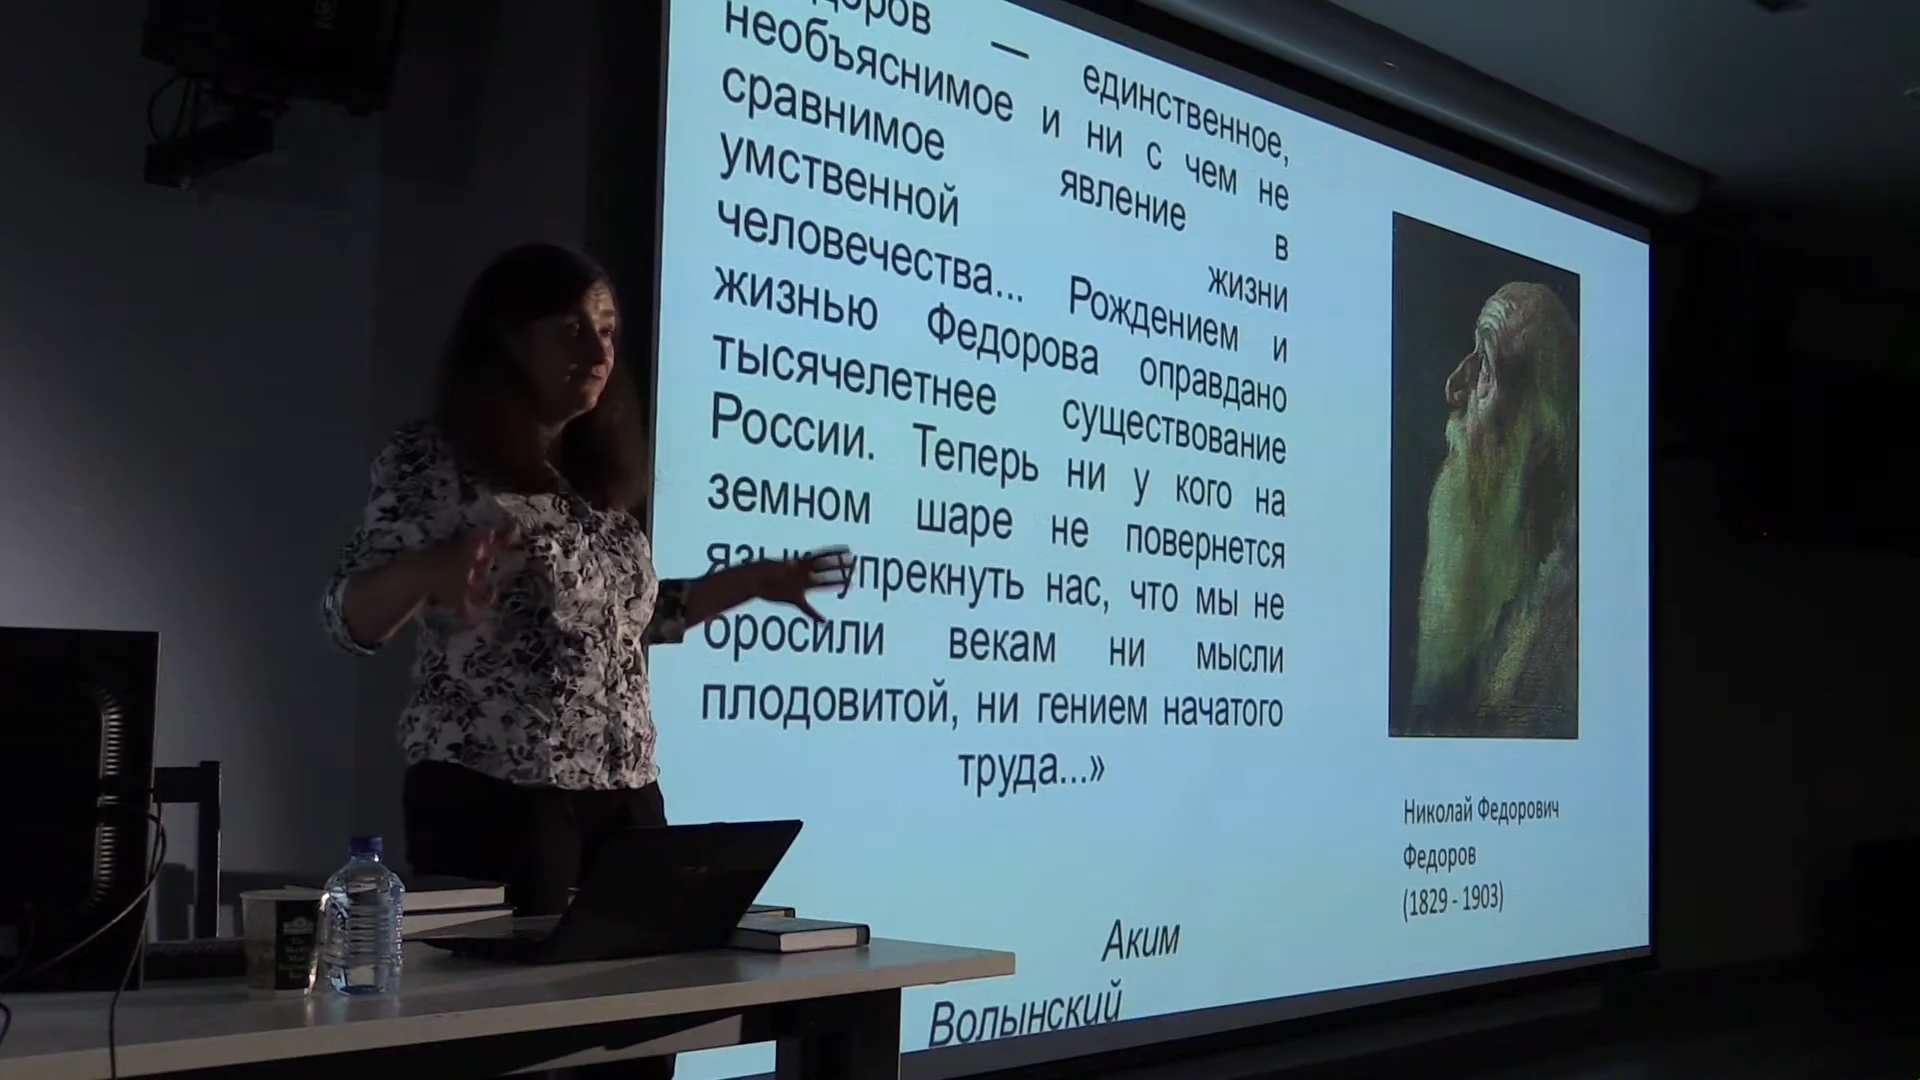 — единственное,
необъяснимое и ни с чем не
сравнимое явление в
умственной жизни
человечества... Рождением и
жизнью Федорова оправдано
тысячелетнее существование
России. Теперь ни у кого на
земном шаре не повернется
упрекнуть нас, что мы не
бросили векам ни мысли
плодовитой, ни гением начатого
труда...»
Аким
Волынский
Николай Федорович
Федоров
(1829 - 1903)